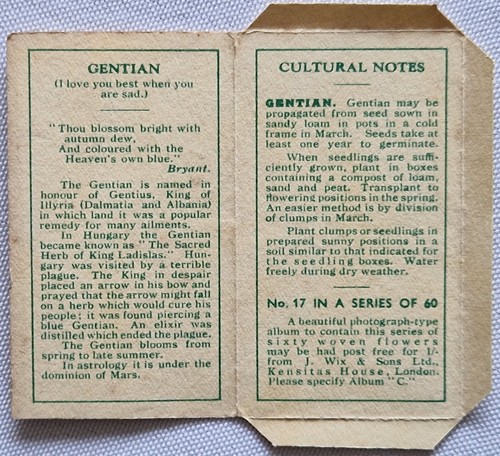 GENTIAN
(I love you best when you
are sad.)
"Thou blossom bright with
autumn dew,
And coloured with the
Heaven's own blue."
Bryant.
The Gentian is named in
honour of Gentius, King of
Illyria (Dalmatia and Albania)
in which land it was a popular
remedy for many ailments.
In Hungary the Gentian
became known as "The Sacred
Herb of King Ladislas." Hun-
gary was visited by a terrible
plague. The King in despair
placed an arrow in his bow and
prayed that the arrow might fall
on a herb which would cure his
people; it was found piercing a
blue Gentian. An elixir was
distilled which ended the plague.
The Gentian blooms from
spring to late summer.
In astrology it is under the
dominion of Mars.
CULTURAL NOTES
GENTIAN. Gentian may be
propagated from seed sown in
sandy loam in pots in a cold
frame in March. Seeds take at
least one year to germinate.
When seedlings are suffi-
ciently grown, plant in boxes
containing a compost of loam,
sand and peat. Transplant to
flowering positions in the spring.
An easier method is by division
of clumps in March.
Plant clumps or seedlings in
prepared sunny positions in a
soil similar to that indicated for
the seedling boxes. Water
freely during dry weather.
No. 17 IN A SERIES OF 60
A beautiful photograph-type
album to contain this series of
sixty woven flowers
may be had post free for 1/-
from J. Wix & Sons Ltd.,
Kensitas House, London.
Please specify Album "C."